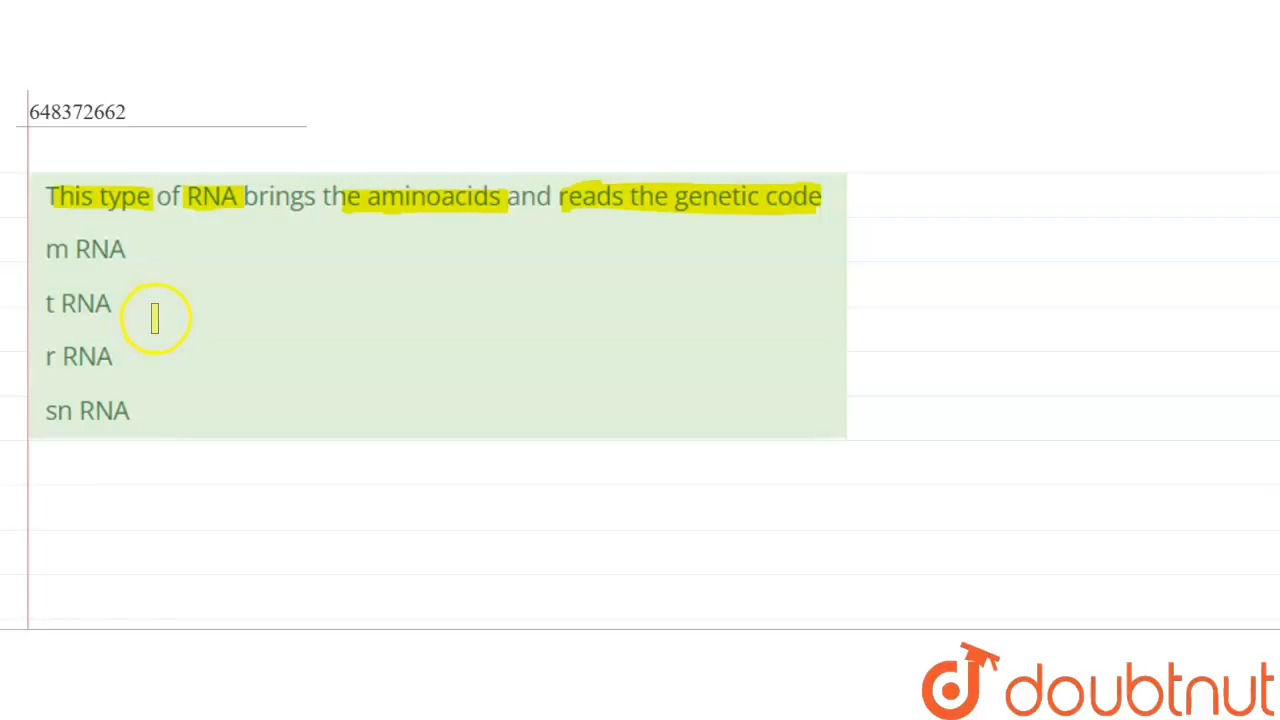 648372662
This type of RNA brings the aminoacids and reads the genetic code
m RNA
t RNA
r RNA
sn RNA
doubtnut